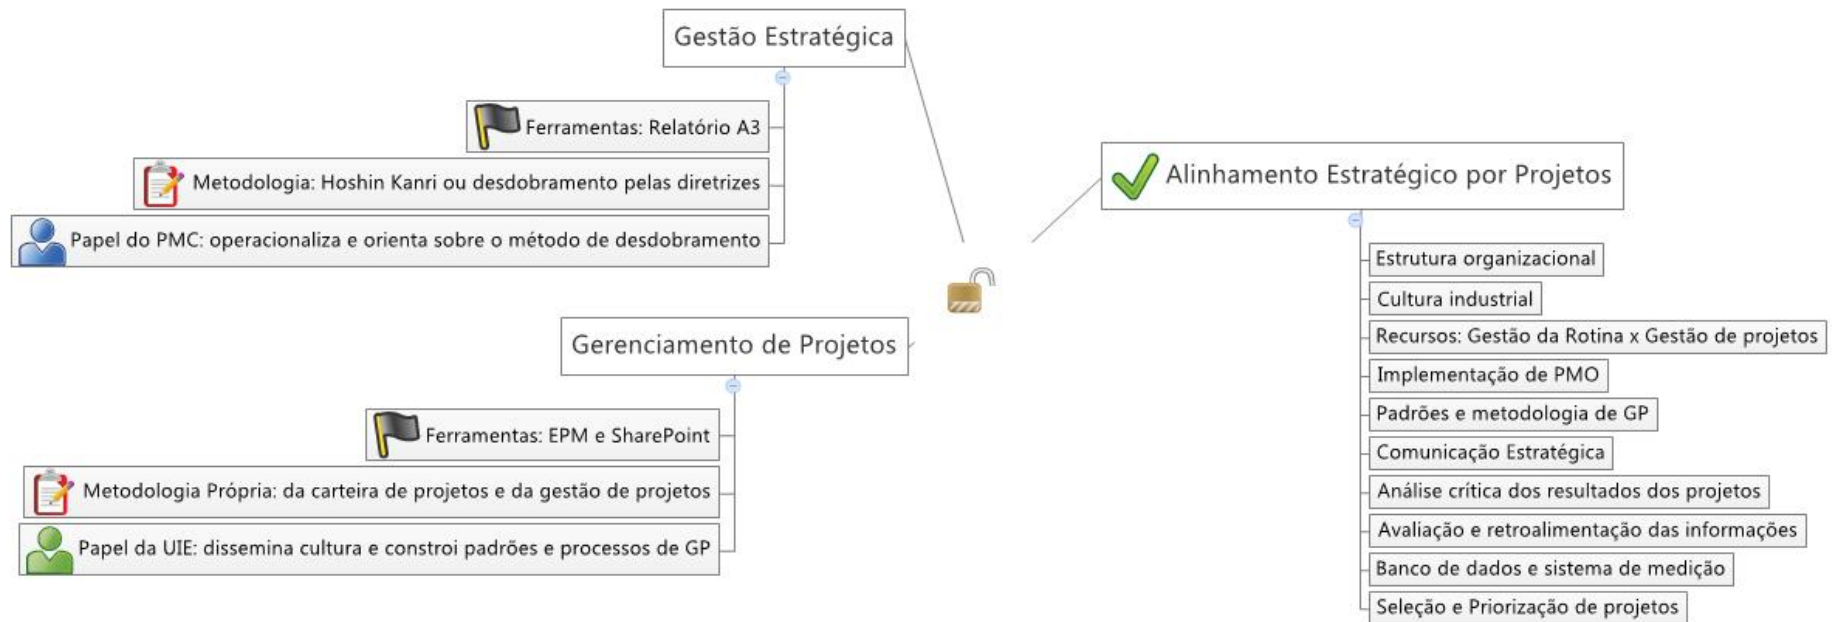 Gestão Estratégica
Ferramentas: Relatório A3
Metodologia: Hoshin Kanri ou desdobramento pelas diretrizes
Papel do PMC: operacionaliza e orienta sobre o método de desdobramento
Gerenciamento de Projetos
Ferramentas: EPM e SharePoint
Metodologia Própria: da carteira de projetos e da gestão de projetos
Papel da UIE: dissemina cultura e constroi padrões e processos de GP
Alinhamento Estratégico por Projetos
Estrutura organizacional
Cultura industrial
Recursos: Gestão da Rotina x Gestão de projetos
Implementação de PMO
Padrões e metodologia de GP
Comunicação Estratégica
Análise crítica dos resultados dos projetos
Avaliação e retroalimentação das informações
Banco de dados e sistema de medição
Seleção e Priorização de projetos